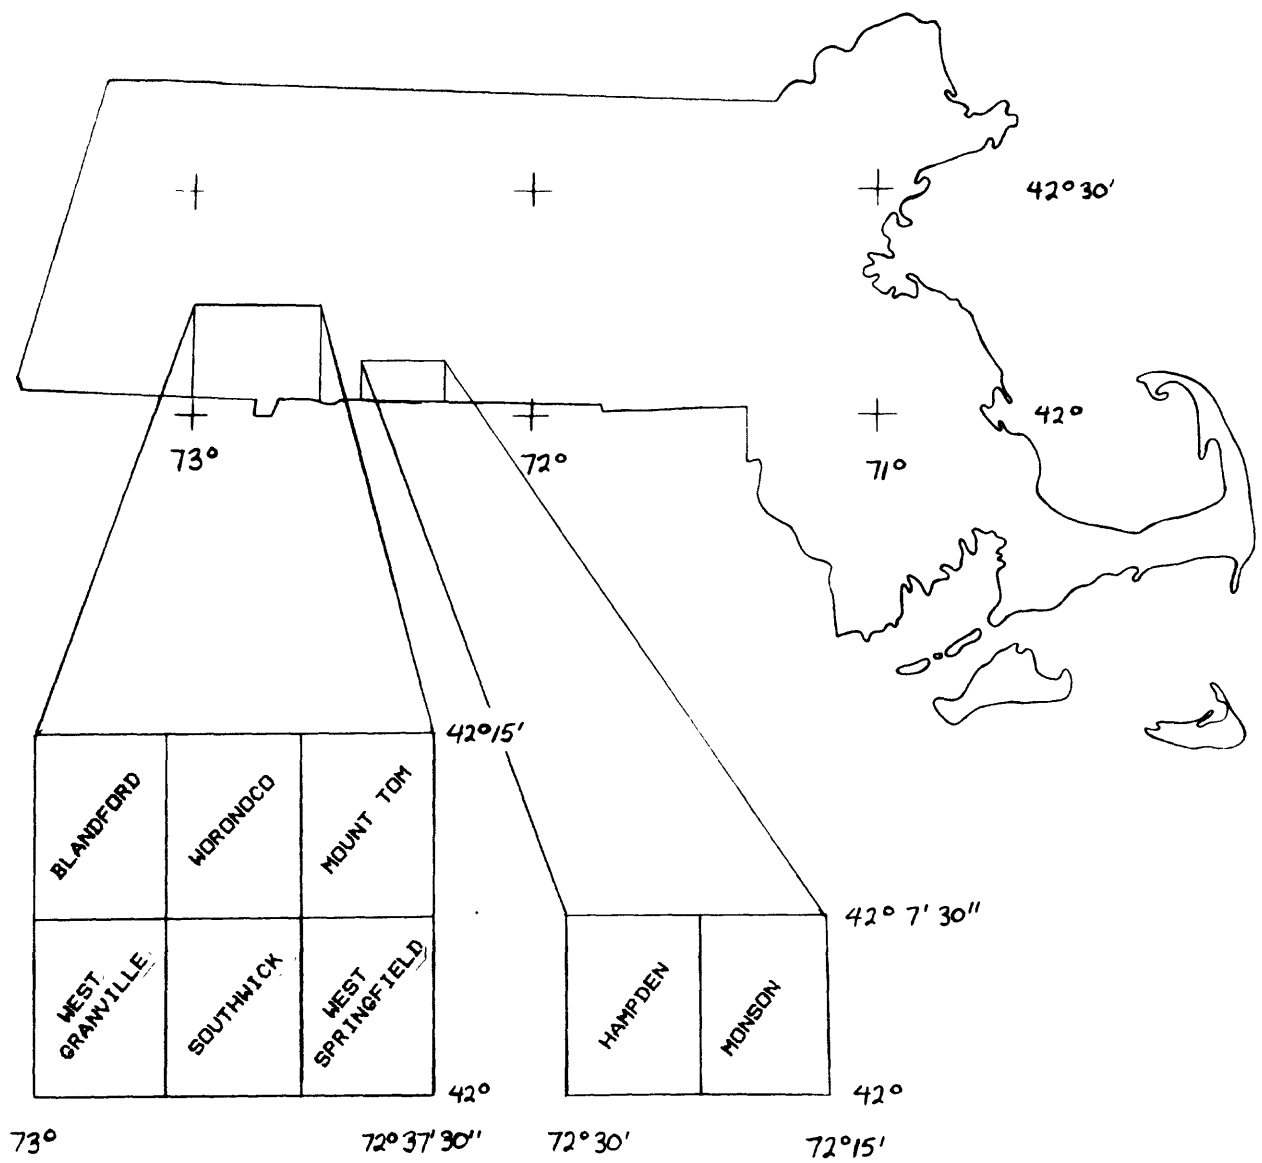 42° 30'
42°
73°
72°
71°
42° 15'
BLANDFORD
WORONOCO
MOUNT TOM
42° 7' 30"
WEST
GRANVILLE
SOUTHWICK
WEST
SPRINGFIELD
HAMPDEN
MONSON
42°
42°
73°
72° 37' 30"
72° 30'
72° 15'